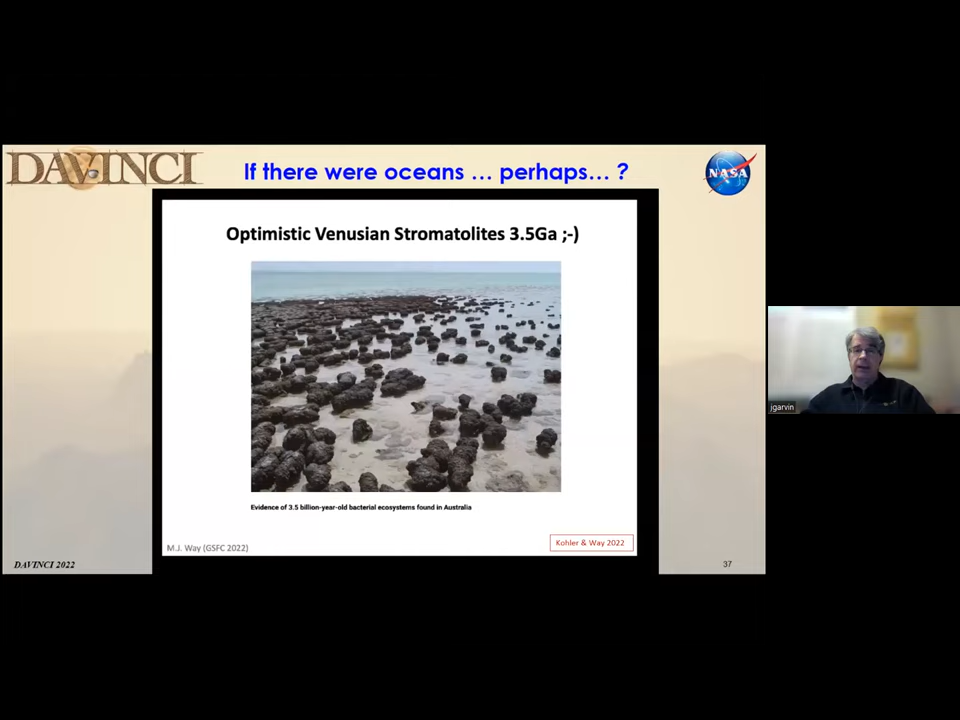 DAVINCI
If there were oceans … perhaps… ?
NASA
Optimistic Venusian Stromatolites 3.5Ga ;-)
Evidence of 3.5 billion-year-old bacterial ecosystems found in Australia
M.J. Way (GSFC 2022)
Kohler & Way 2022
DAVINCI 2022
37
jgarvin